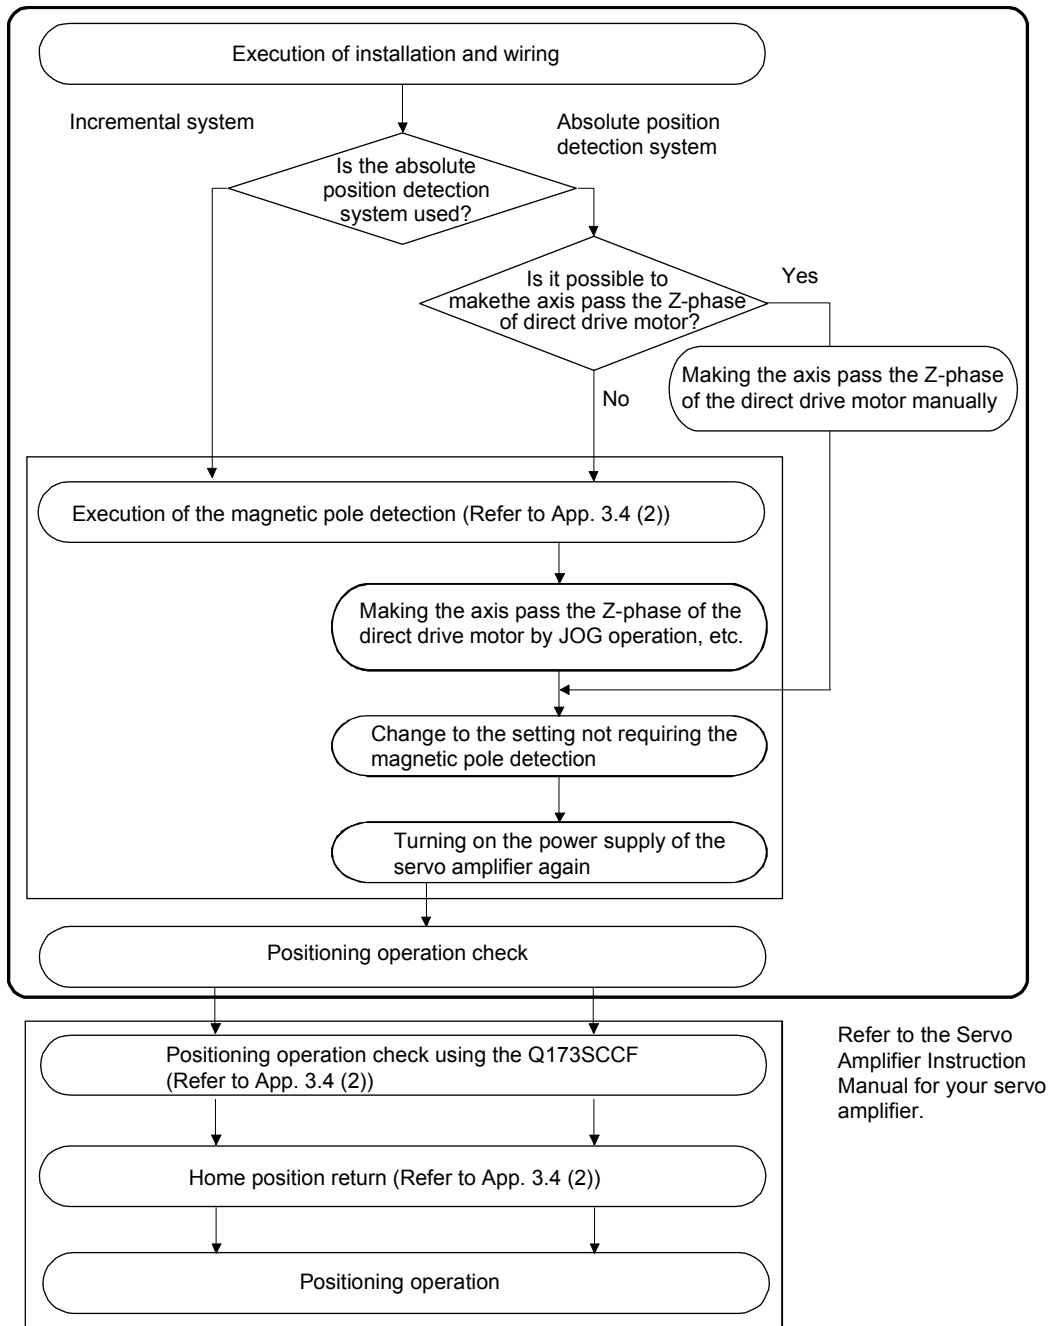 Execution of installation and wiring
Incremental system
Absolute position
detection system
Is the absolute
position detection
system used?
Is it possible to
makethe axis pass the Z-phase
of direct drive motor?
Yes
Making the axis pass the Z-phase
of the direct drive motor manually
No
Execution of the magnetic pole detection (Refer to App. 3.4 (2))
Making the axis pass the Z-phase of the
direct drive motor by JOG operation, etc.
Change to the setting not requiring the
magnetic pole detection
Turning on the power supply of the
servo amplifier again
Positioning operation check
Refer to the Servo
Amplifier Instruction
Manual for your servo
amplifier.
Positioning operation check using the Q173SCCF
(Refer to App. 3.4 (2))
Home position return (Refer to App. 3.4 (2))
Positioning operation